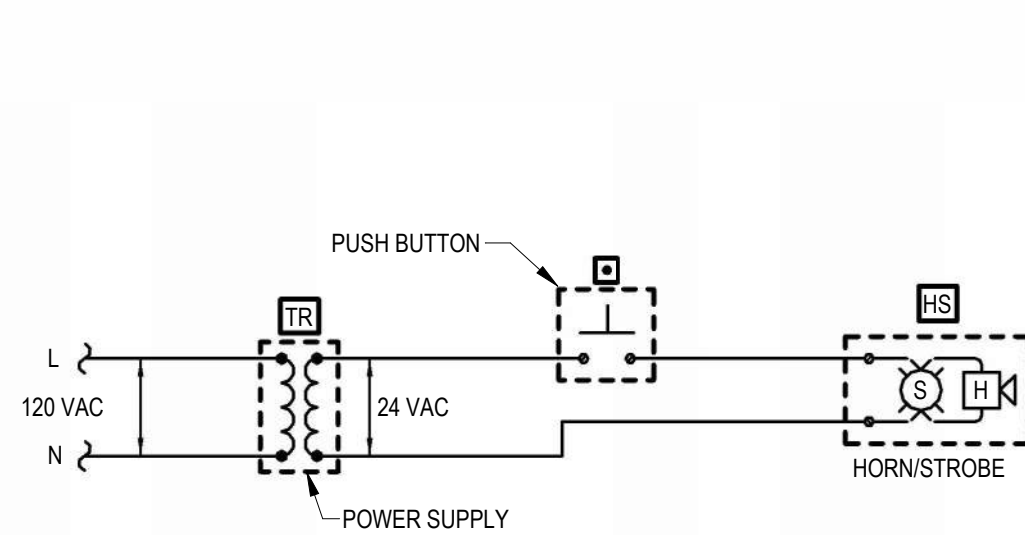 PUSH BUTTON
TR
HS
L
120 VAC
24 VAC
S
H
N
HORN/STROBE
POWER SUPPLY